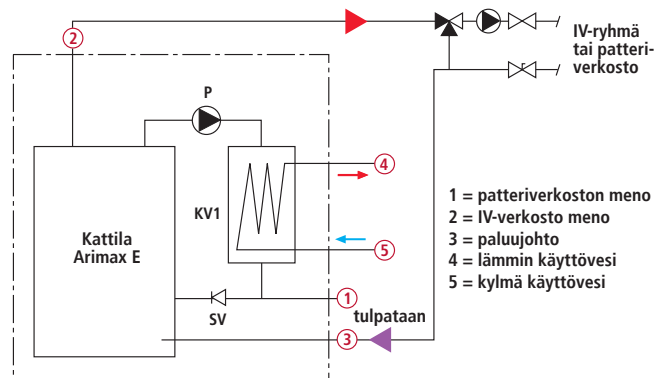 2
IV-ryhmä
tai patteri-
verkosto
P
4
KV1
Kattila
Arimax E
5
1 = patteriverkoston meno
2 = IV-verkosto meno
3 = paluujohto
4 = lämmin käyttövesi
5 = kylmä käyttövesi
1
SV
tulpataan
3